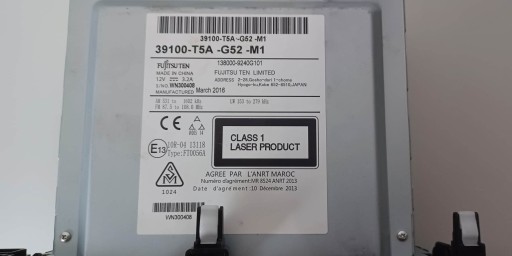 39100-T5A -G52 -M1
39100-T5A -G52 -M1
FUJITSU TEN
138000-9240G101
MADE IN CHINA
FUJITSU TEN LIMITED
12V 3.2A
S/NO. WN300408
MANUFACTURED March 2016
CE
E13
10R-04 13118
Type:FT0056A
CLASS 1
LASER PRODUCT
1024
AGREE PAR L'ANRT MAROC
Numéro d'agrément:MR 8524 ANRT 2013
Date d'agrément:10 Décembre 2013
WN300408